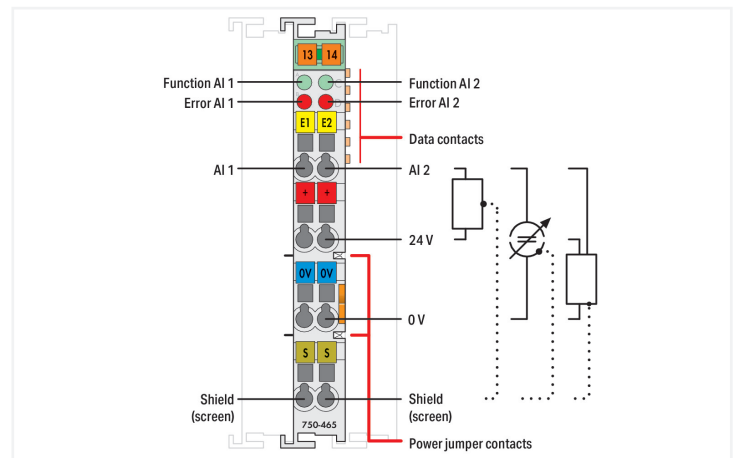 13 14
Function AI 1
Function AI 2
Error AI 1
Error AI 2
E1 E2
Data contacts
AI 1
AI 2
+ +
24 V
0V 0V
0 V
S S
Shield
(screen)
Shield
(screen)
750-465
Power jumper contacts